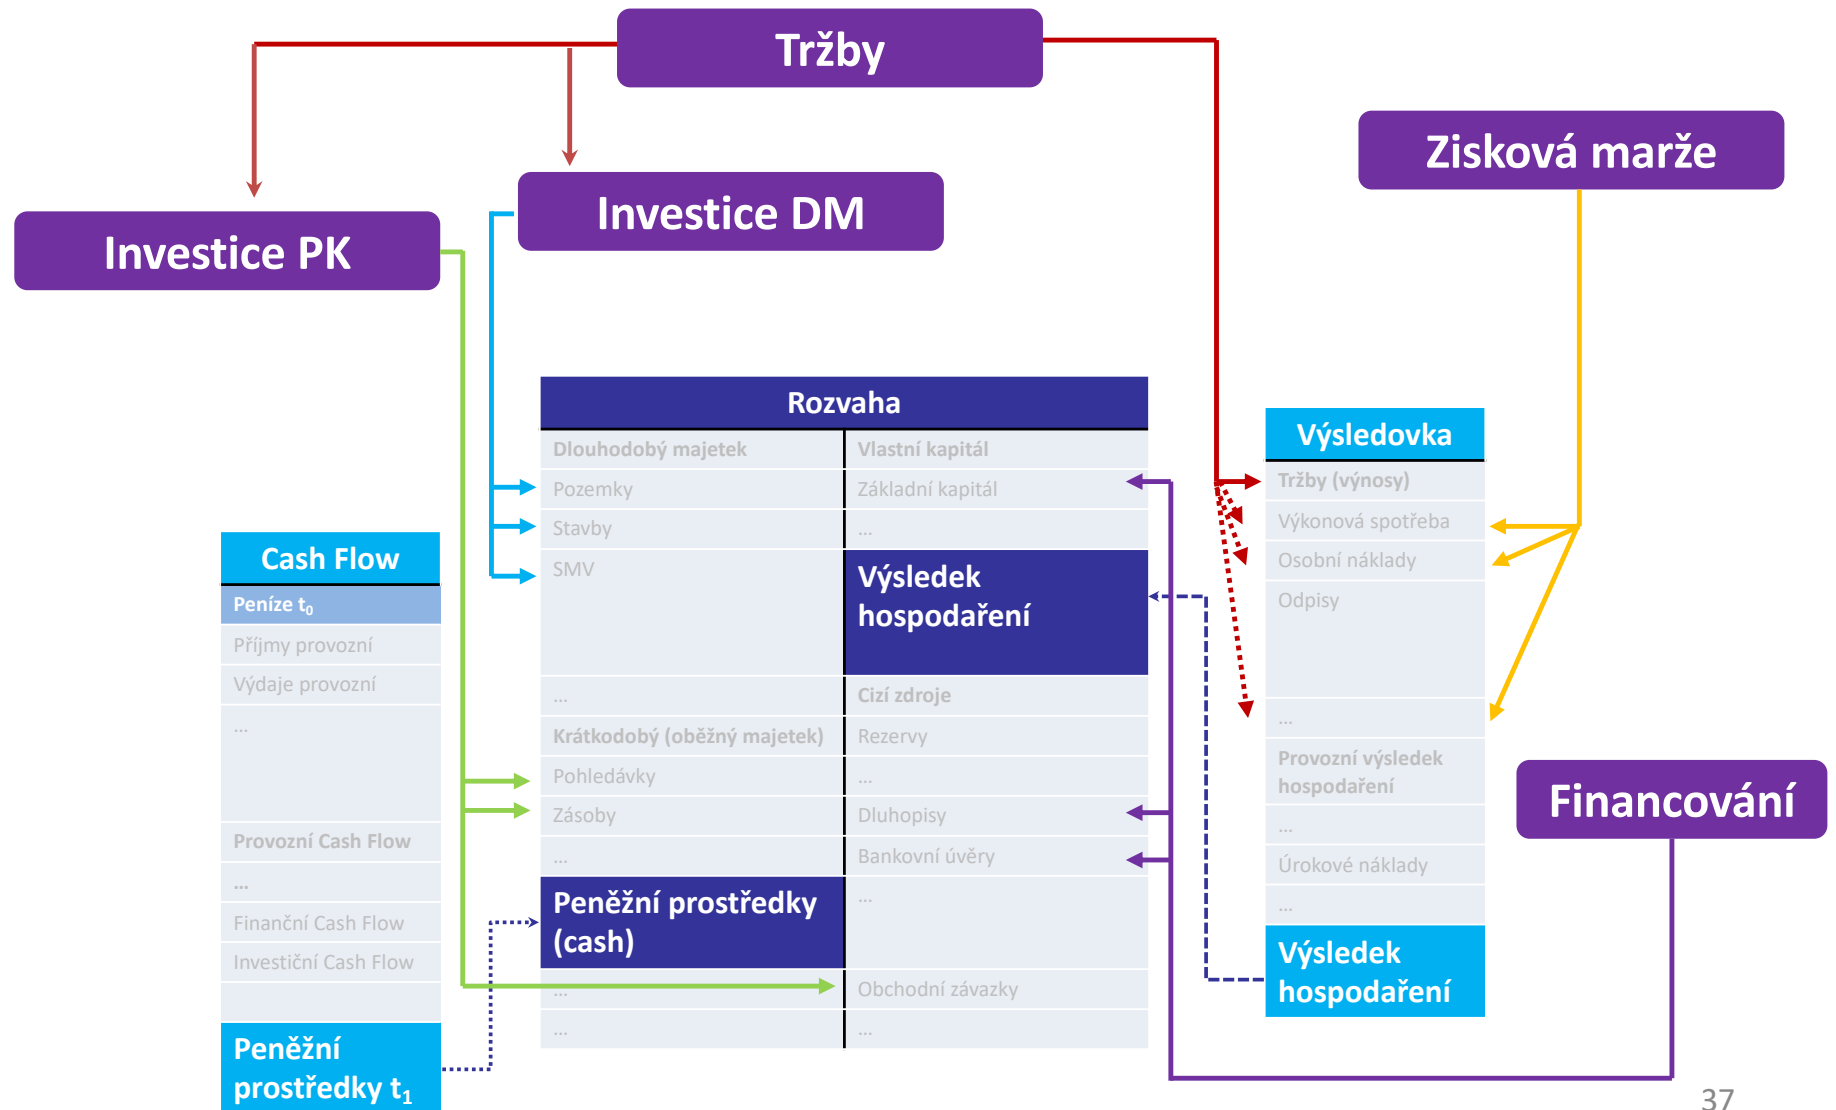 Tržby
Zisková marže
Investice DM
Investice PK
Rozvaha
Dlouhodobý majetek
Vlastní kapitál
Pozemky
Základní kapitál
Stavby
...
SMV
Výsledek
hospodaření
...
Cizí zdroje
Krátkodobý (oběžný majetek)
Rezervy
Pohledávky
...
Zásoby
Dluhopisy
...
Bankovní úvěry
Peněžní prostředky
(cash)
...
...
Obchodní závazky
...
...
Výsledovka
Tržby (výnosy)
Výkonová spotřeba
Osobní náklady
Odpisy
...
Provozní výsledek
hospodaření
...
Úrokové náklady
...
Výsledek
hospodaření
Cash Flow
Peníze t₀
Příjmy provozní
Výdaje provozní
...
Provozní Cash Flow
...
Finanční Cash Flow
Investiční Cash Flow
Peněžní
prostředky t₁
Financování
37